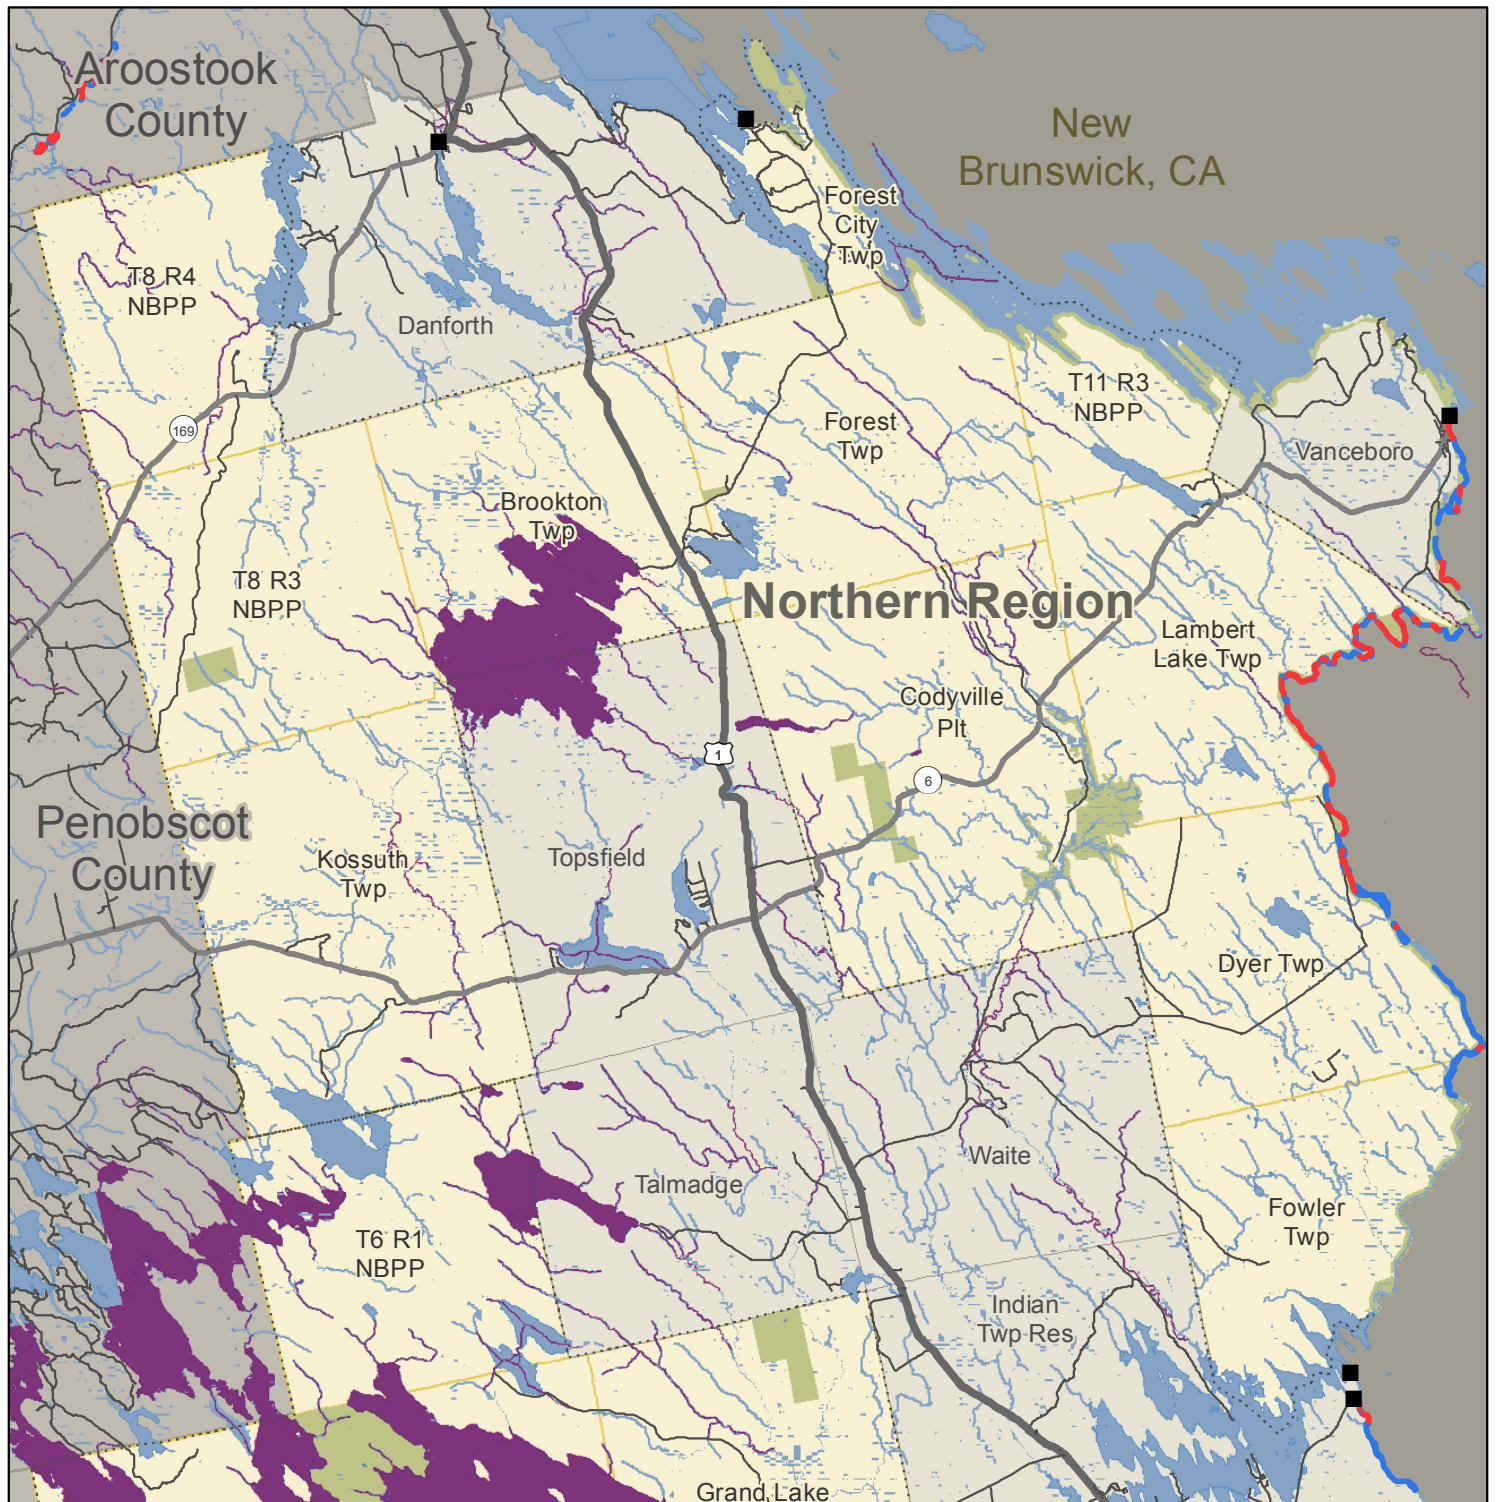 Aroostook
County
New
Brunswick, CA
Forest
City
Twp
T8 R4
NBPP
Danforth
T11 R3
NBPP
169
Forest
Twp
Vanceboro
Brookton
Twp
T8 R3
NBPP
Northern Region
Lambert
Lake Twp
Codyville
Plt
1
6
Penobscot
County
Kossuth
Twp
Topsfield
Dyer Twp
Waite
Talmadge
Fowler
Twp
T6 R1
NBPP
Indian
Twp Res
Grand Lake